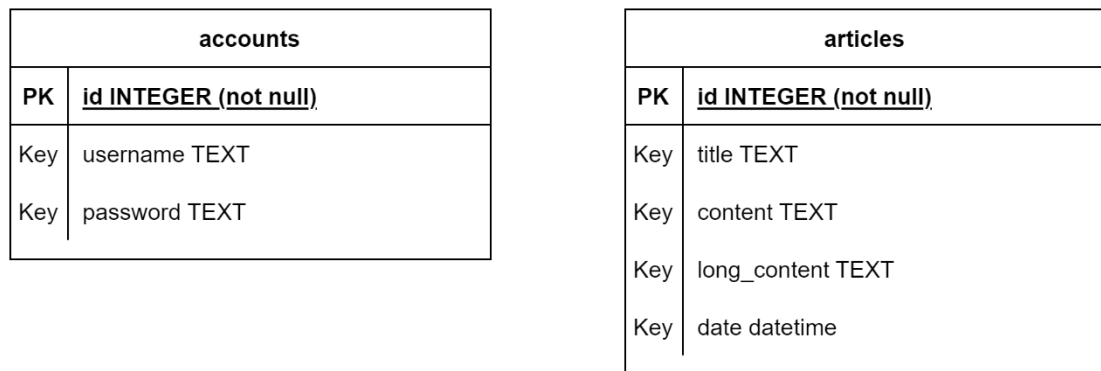 accounts
PK id INTEGER (not null)
Key username TEXT
Key password TEXT
articles
PK id INTEGER (not null)
Key title TEXT
Key content TEXT
Key long_content TEXT
Key date datetime